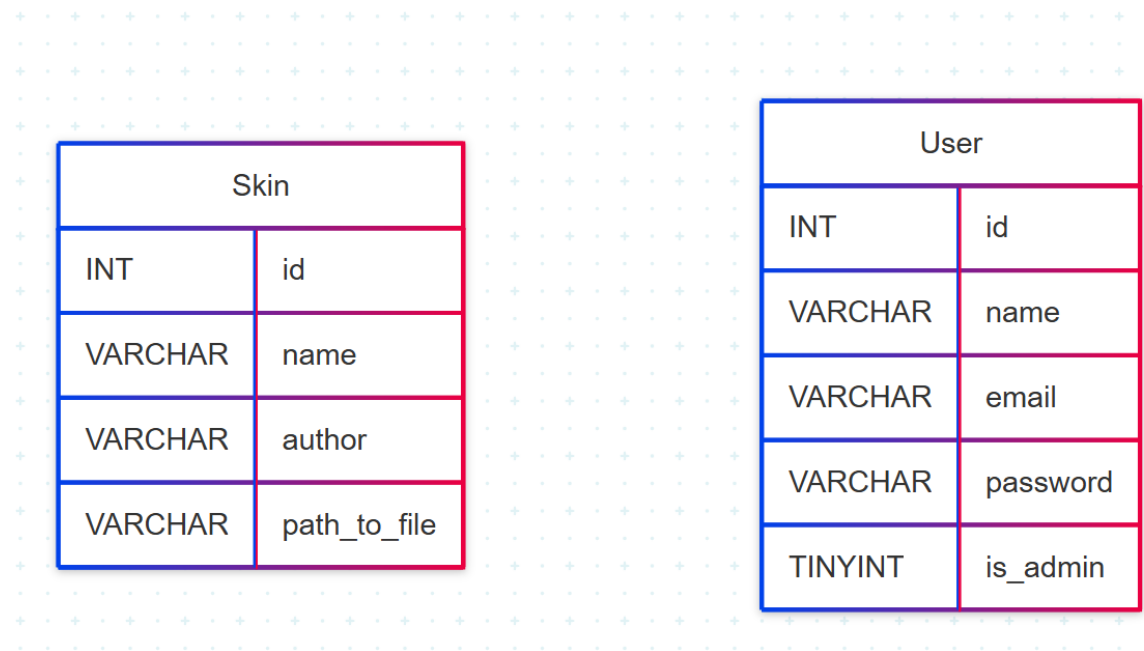 Skin
INT id
VARCHAR name
VARCHAR author
VARCHAR path_to_file
User
INT id
VARCHAR name
VARCHAR email
VARCHAR password
TINYINT is_admin